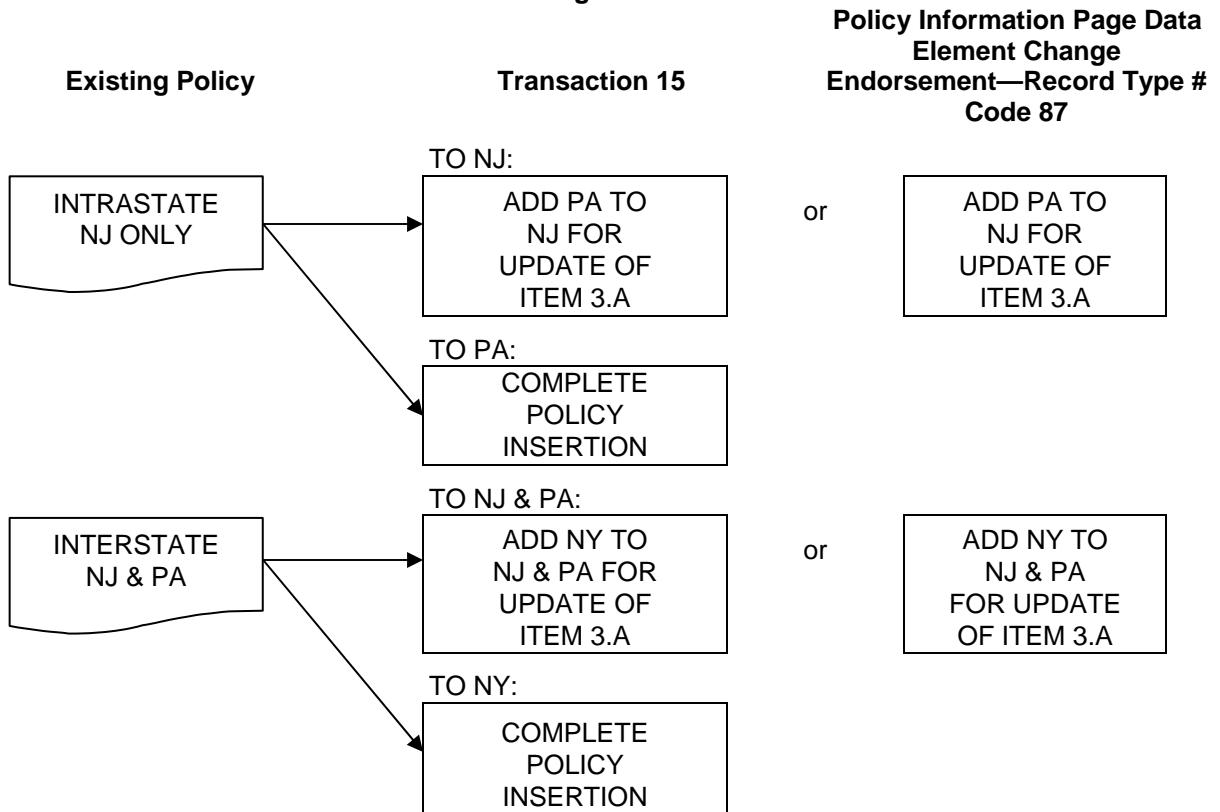 Policy Information Page Data
Element Change
Endorsement—Record Type #
Code 87
Existing Policy
Transaction 15
TO NJ:
INTRASTATE
NJ ONLY
ADD PA TO
NJ FOR
UPDATE OF
ITEM 3.A
or
ADD PA TO
NJ FOR
UPDATE OF
ITEM 3.A
TO PA:
COMPLETE
POLICY
INSERTION
TO NJ & PA:
INTERSTATE
NJ & PA
ADD NY TO
NJ & PA FOR
UPDATE OF
ITEM 3.A
or
ADD NY TO
NJ & PA
FOR UPDATE
OF ITEM 3.A
TO NY:
COMPLETE
POLICY
INSERTION